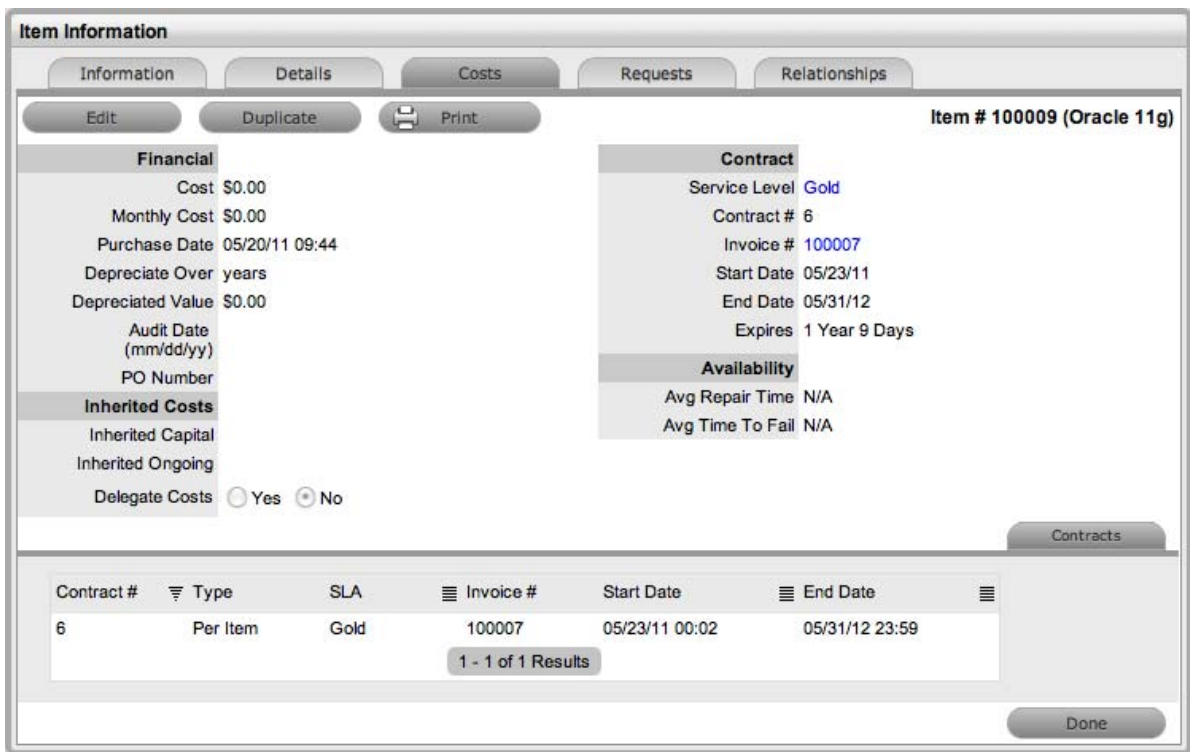 Item Information
Information Details Costs Requests Relationships
Edit Duplicate Print Item # 100009 (Oracle 11g)
Financial
Cost $0.00
Monthly Cost $0.00
Purchase Date 05/20/11 09:44
Depreciate Over years
Depreciated Value $0.00
Audit Date
(mm/dd/yy)
PO Number
Inherited Costs
Inherited Capital
Inherited Ongoing
Delegate Costs Yes No
Contract
Service Level Gold
Contract # 6
Invoice # 100007
Start Date 05/23/11
End Date 05/31/12
Expires 1 Year 9 Days
Availability
Avg Repair Time N/A
Avg Time To Fail N/A
Contracts
Contract # Type SLA Invoice # Start Date End Date
6 Per Item Gold 100007 05/23/11 00:02 05/31/12 23:59
1 - 1 of 1 Results
Done